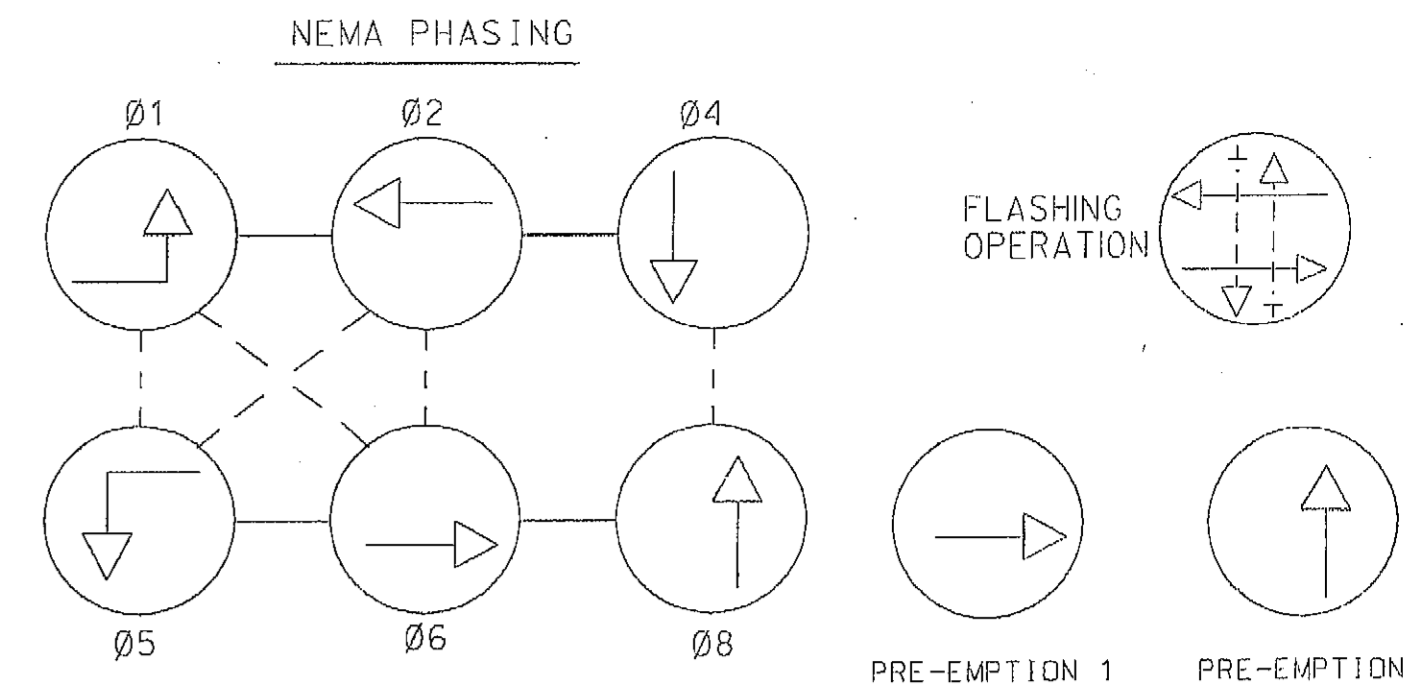 NEMA PHASING
Ø1
Ø2
Ø4
FLASHING
OPERATION
Ø5
Ø6
Ø8
PRE-EMPTION 1
PRE-EMPTION